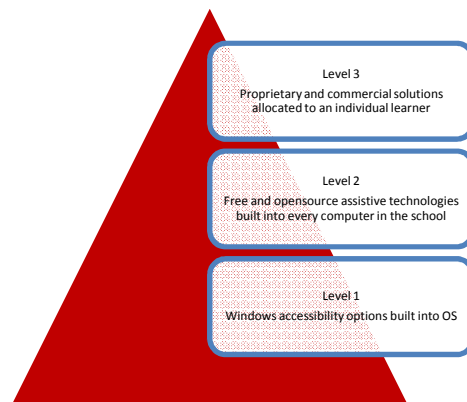 Level 3
Proprietary and commercial solutions
allocated to an individual learner
Level 2
Free and opensource assistive technologies
built into every computer in the school
Level 1
Windows accessibility options built into OS